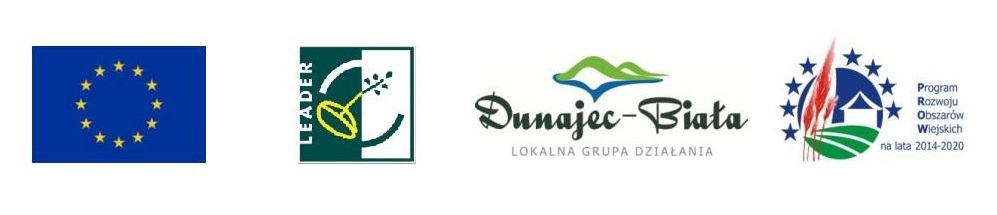 LEADER
Dunajec-Biała
LOKALNA GRUPA DZIAŁANIA
Program
Rozwoju
Obszarów
Wiejskich
na lata 2014-2020